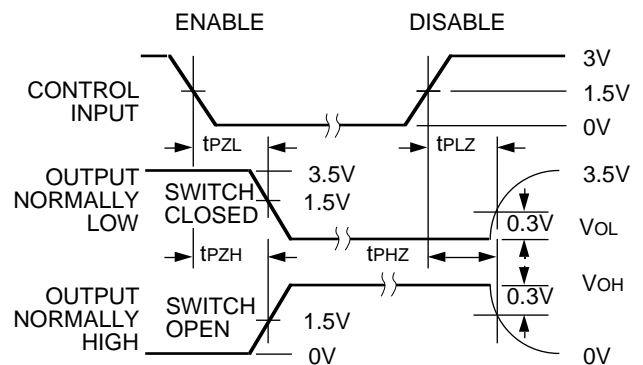 ENABLE DISABLE
3V
CONTROL INPUT
1.5V
0V
tPZL
tPLZ
OUTPUT NORMALLY LOW
SWITCH CLOSED
3.5V
1.5V
3.5V
0.3V
VOL
tPZH
tPHZ
VOH
0.3V
OUTPUT NORMALLY HIGH
SWITCH OPEN
1.5V
0V
0V